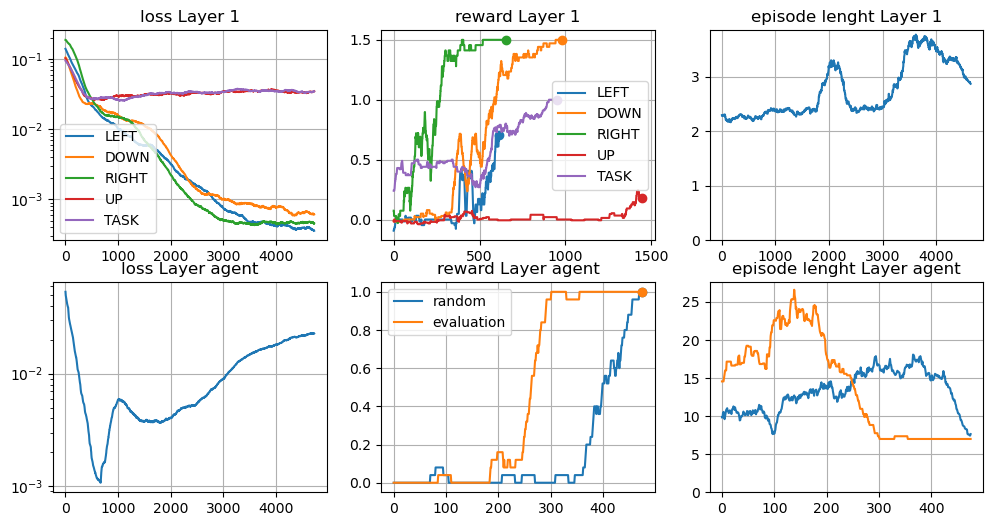 loss Layer 1
reward Layer 1
episode lenght Layer 1
10⁻¹
10⁻²
10⁻³
LEFT
DOWN
RIGHT
UP
TASK
0 1000 2000 3000 4000
1.5
1.0
0.5
0.0
LEFT
DOWN
RIGHT
UP
TASK
0 500 1000 1500
3
2
1
0
0 1000 2000 3000 4000
loss Layer agent
reward Layer agent
episode lenght Layer agent
10⁻²
10⁻³
0 1000 2000 3000 4000
1.0
0.8
0.6
0.4
0.2
0.0
random
evaluation
0 200 400
25
20
15
10
5
0
0 100 200 300 400